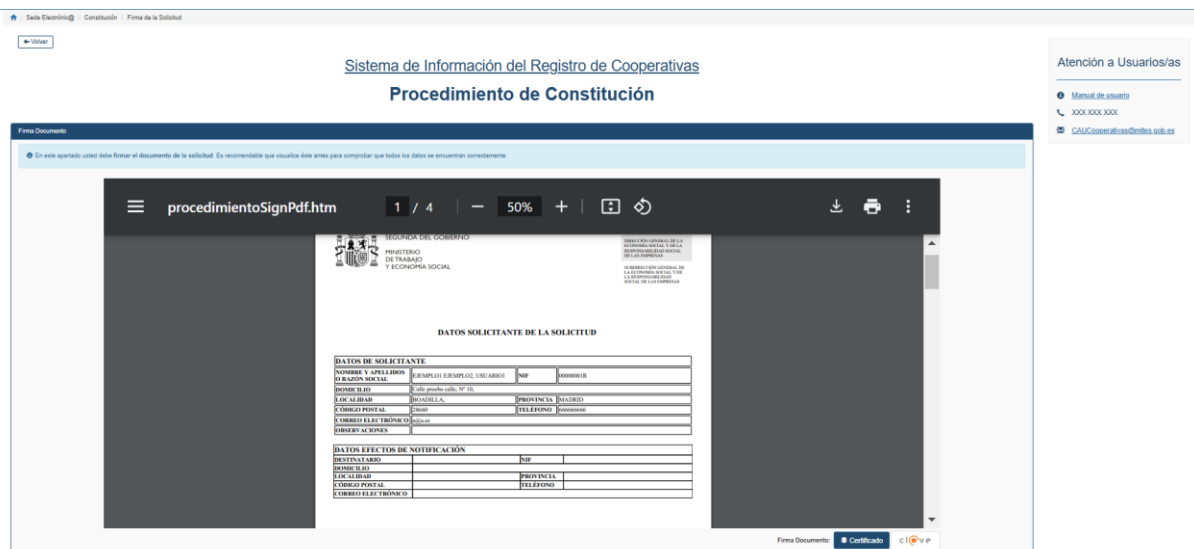 Sede Electrónic@ / Constitución / Firma de la Solicitud
Volver
Sistema de Información del Registro de Cooperativas
Procedimiento de Constitución
Atención a Usuarios/as
Manual de usuario
XXX XXX XXX
CAUCooperativas@mites.gob.es
Firma Documento
En este apartado usted debe firmar el documento de la solicitud. Es recomendable que visualice éste antes para comprobar que todos los datos se encuentran correctamente.
procedimientoSignPdf.htm 1 / 4 50%
SEGUNDA DEL GOBIERNO
MINISTERIO
DE TRABAJO
Y ECONOMÍA SOCIAL
DIRECCIÓN GENERAL DE LA
ECONOMÍA SOCIAL Y DE LA
RESPONSABILIDAD SOCIAL
DE LAS EMPRESAS
SUBDIRECCIÓN GENERAL DE
LA ECONOMÍA SOCIAL Y DE
LA RESPONSABILIDAD
SOCIAL DE LAS EMPRESAS
DATOS SOLICITANTE DE LA SOLICITUD
DATOS DE SOLICITANTE
NOMBRE Y APELLIDOS
O RAZÓN SOCIAL EJEMPLO1 EJEMPLO2, USUARIO1 NIF 00000001R
DOMICILIO Calle prueba calle, Nº 10,
LOCALIDAD BOADILLA, PROVINCIA MADRID
CÓDIGO POSTAL 28660 TELÉFONO 666666666
CORREO ELECTRÓNICO a@a.es
OBSERVACIONES
DATOS EFECTOS DE NOTIFICACIÓN
DESTINATARIO NIF
DOMICILIO
LOCALIDAD PROVINCIA
CÓDIGO POSTAL TELÉFONO
CORREO ELECTRÓNICO
Firma Documento: Certificado cl@ve